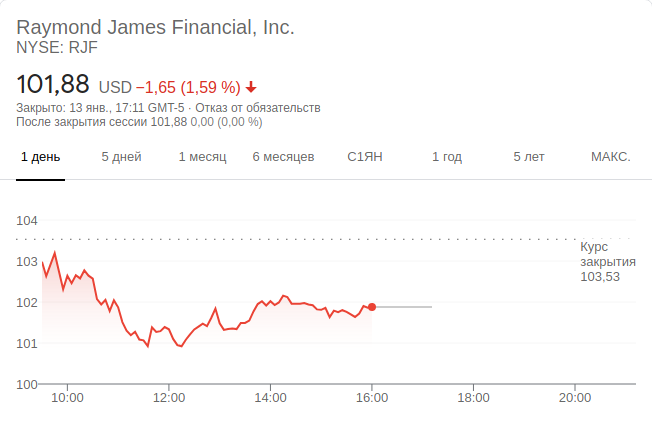 Raymond James Financial, Inc.
NYSE: RJF
101,88 USD −1,65 (1,59 %)
Закрыто: 13 янв., 17:11 GMT-5 · Отказ от обязательств
После закрытия сессии 101,88 0,00 (0,00 %)
1 день 5 дней 1 месяц 6 месяцев С1ЯН 1 год 5 лет МАКС.
104
Курс
закрытия
103,53
103
102
101
100
10:00 12:00 14:00 16:00 18:00 20:00